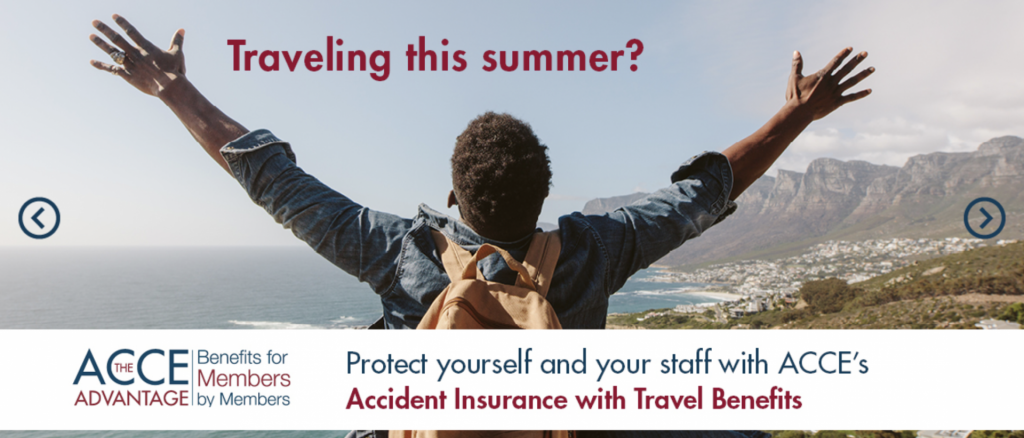 Traveling this summer?
ACCE
THE
ADVANTAGE
Benefits for
Members
by Members
Protect yourself and your staff with ACCE's
Accident Insurance with Travel Benefits